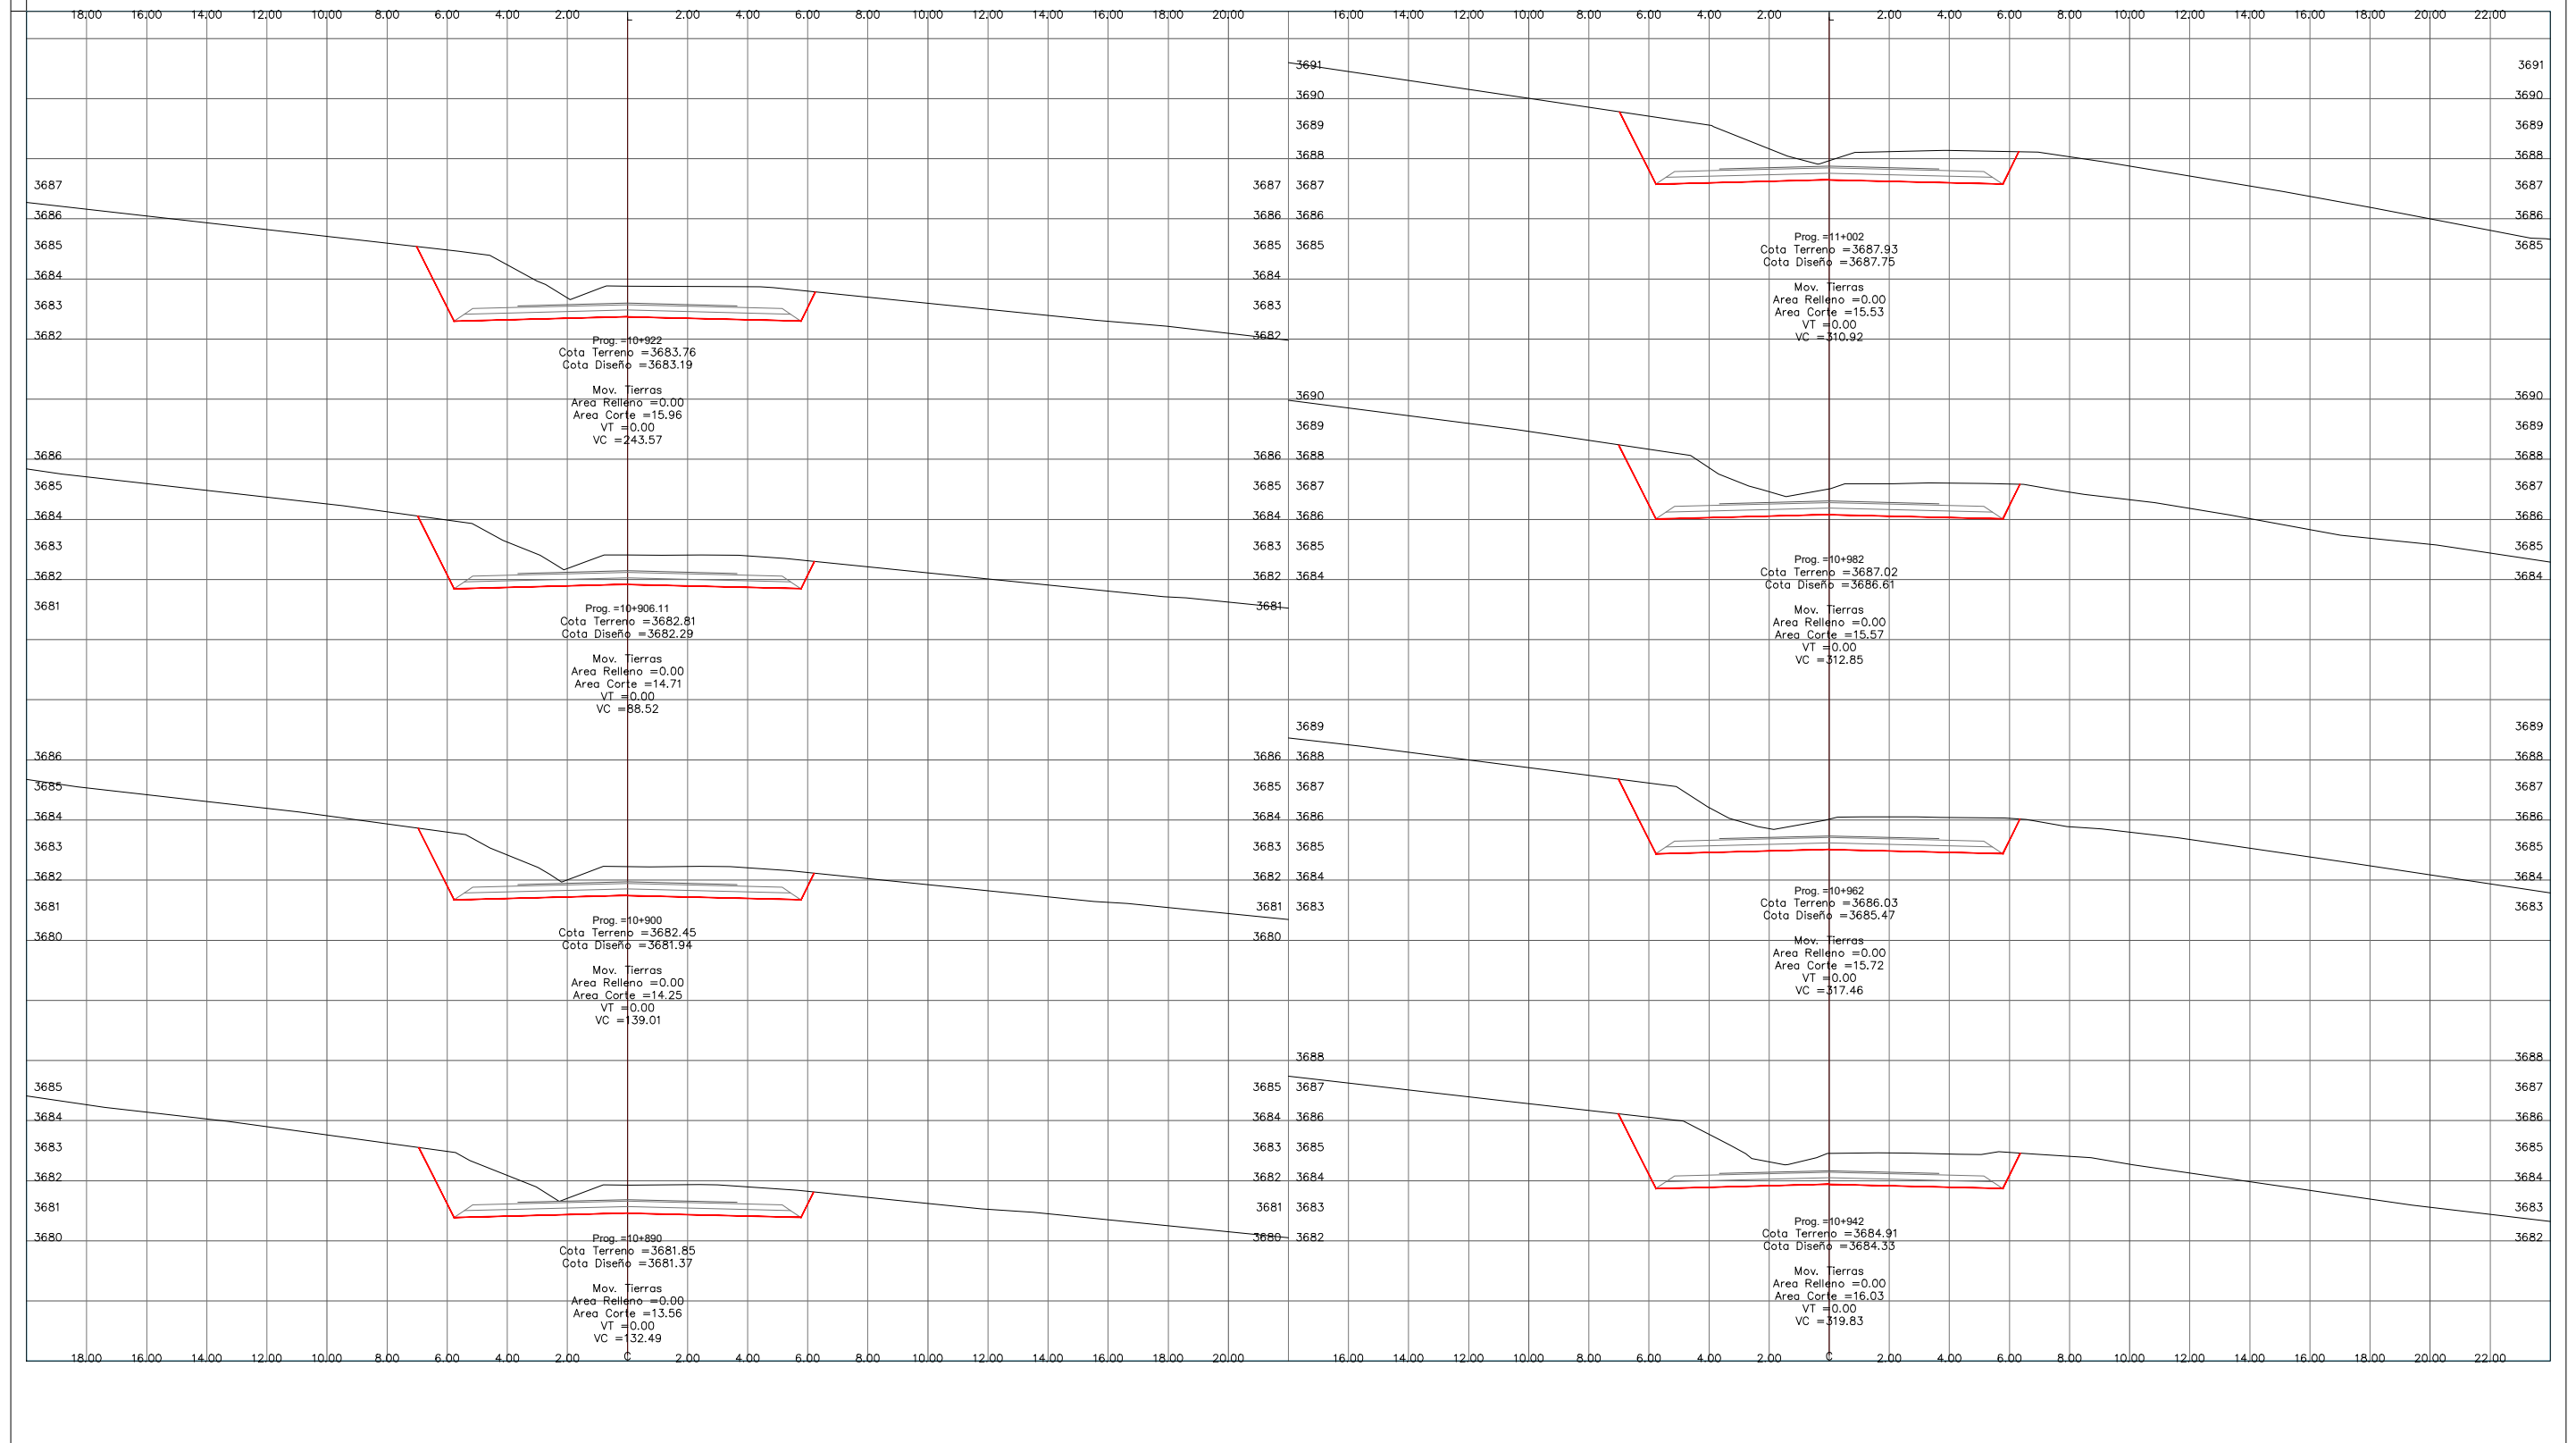 18.00 16.00 14.00 12.00 10.00 8.00 6.00 4.00 2.00 2.00 4.00 6.00 8.00 10.00 12.00 14.00 16.00 18.00 20.00 16.00 14.00 12.00 10.00 8.00 6.00 4.00 2.00 2.00 4.00 6.00 8.00 10.00 12.00 14.00 16.00 18.00 20.00 22.00
3687 3687
3686 3686
3685 3685
3684 3684
3683 3683
3682 3682
Prog. =10+922
Cota Terreno =3683.76
Cota Diseño =3683.19
Mov. Tierras
Area Relleno =0.00
Area Corte =15.96
VT =0.00
VC =243.57
3686 3686
3685 3685
3684 3684
3683 3683
3682 3682
3681 3681
Prog. =10+906.11
Cota Terreno =3682.81
Cota Diseño =3682.29
Mov. Tierras
Area Relleno =0.00
Area Corte =14.71
VT =0.00
VC =88.52
3686 3686
3685 3685
3684 3684
3683 3683
3682 3682
3681 3681
3680 3680
Prog. =10+900
Cota Terreno =3682.45
Cota Diseño =3681.94
Mov. Tierras
Area Relleno =0.00
Area Corte =14.25
VT =0.00
VC =139.01
3685 3685
3684 3684
3683 3683
3682 3682
3681 3681
3680 3680
Prog. =10+890
Cota Terreno =3681.85
Cota Diseño =3681.37
Mov. Tierras
Area Relleno =0.00
Area Corte =13.56
VT =0.00
VC =132.49
3691 3691
3690 3690
3689 3689
3688 3688
3687 3687
3686 3686
3685 3685
Prog. =11+002
Cota Terreno =3687.93
Cota Diseño =3687.75
Mov. Tierras
Area Relleno =0.00
Area Corte =15.53
VT =0.00
VC =310.92
3690 3690
3689 3689
3688 3688
3687 3687
3686 3686
3685 3685
3684 3684
Prog. =10+982
Cota Terreno =3687.02
Cota Diseño =3686.61
Mov. Tierras
Area Relleno =0.00
Area Corte =15.57
VT =0.00
VC =312.85
3689 3689
3688 3688
3687 3687
3686 3686
3685 3685
3684 3684
3683 3683
Prog. =10+962
Cota Terreno =3686.03
Cota Diseño =3685.47
Mov. Tierras
Area Relleno =0.00
Area Corte =15.72
VT =0.00
VC =317.46
3688 3688
3687 3687
3686 3686
3685 3685
3684 3684
3683 3683
3682 3682
Prog. =10+942
Cota Terreno =3684.91
Cota Diseño =3684.33
Mov. Tierras
Area Relleno =0.00
Area Corte =16.03
VT =0.00
VC =319.83
18.00 16.00 14.00 12.00 10.00 8.00 6.00 4.00 2.00 C 2.00 4.00 6.00 8.00 10.00 12.00 14.00 16.00 18.00 20.00 16.00 14.00 12.00 10.00 8.00 6.00 4.00 2.00 C 2.00 4.00 6.00 8.00 10.00 12.00 14.00 16.00 18.00 20.00 22.00